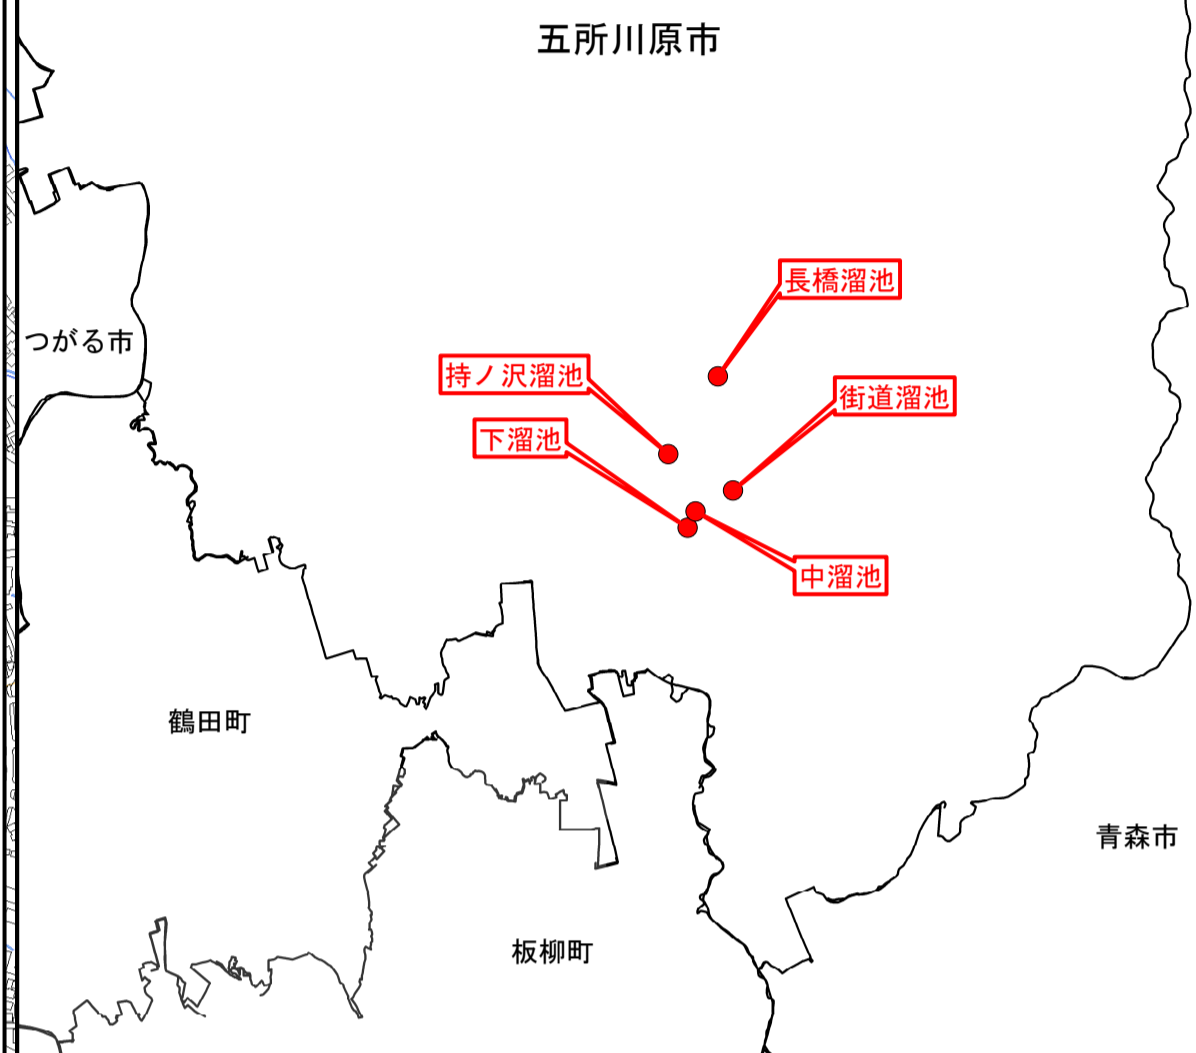 五所川原市
長橋溜池
つがる市
持ノ沢溜池
街道溜池
下溜池
中溜池
鶴田町
青森市
板柳町